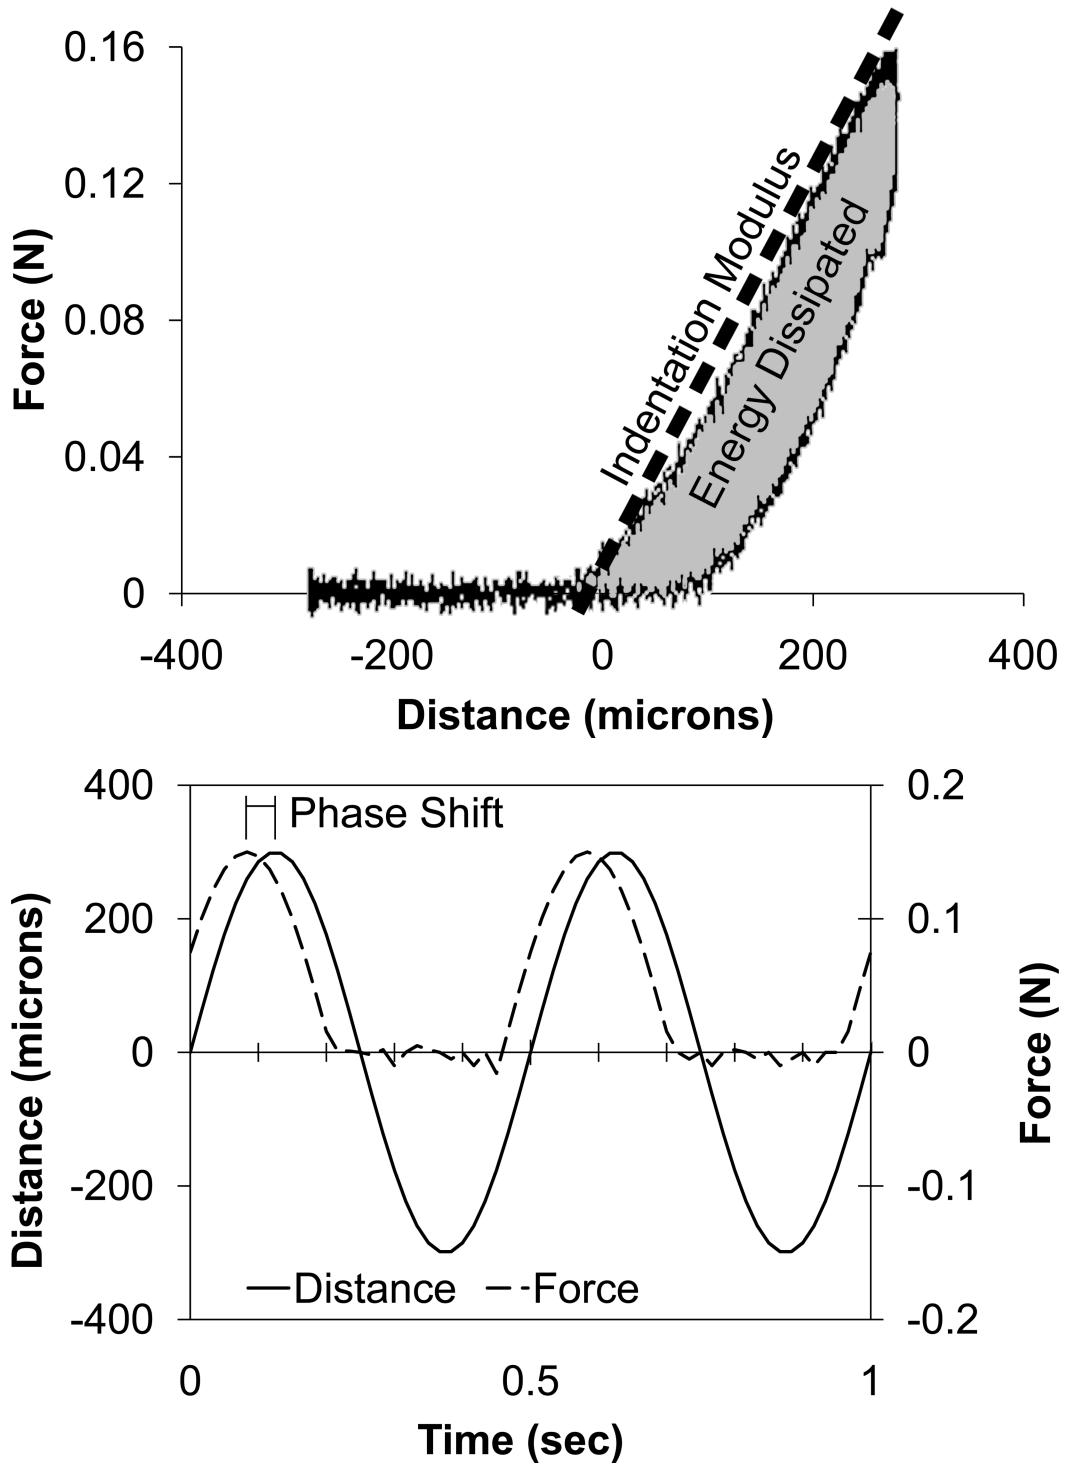 0.16
0.12
0.08
0.04
0
Force (N)
Indentation Modulus
Energy Dissipated
-400 -200 0 200 400
Distance (microns)
400
200
0
-200
-400
Distance (microns)
Phase Shift
0.2
0.1
0
-0.1
-0.2
Force (N)
Distance Force
0 0.5 1
Time (sec)